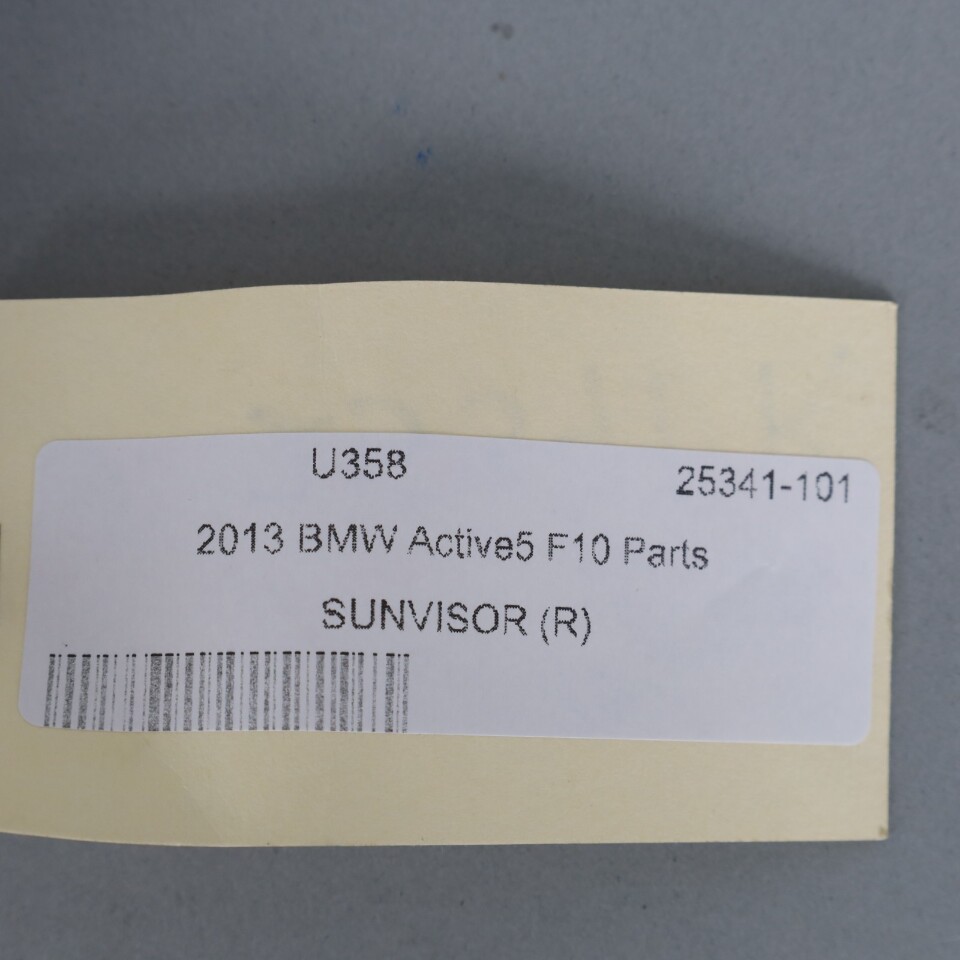 U358 25341-101
2013 BMW Active5 F10 Parts
SUNVISOR (R)